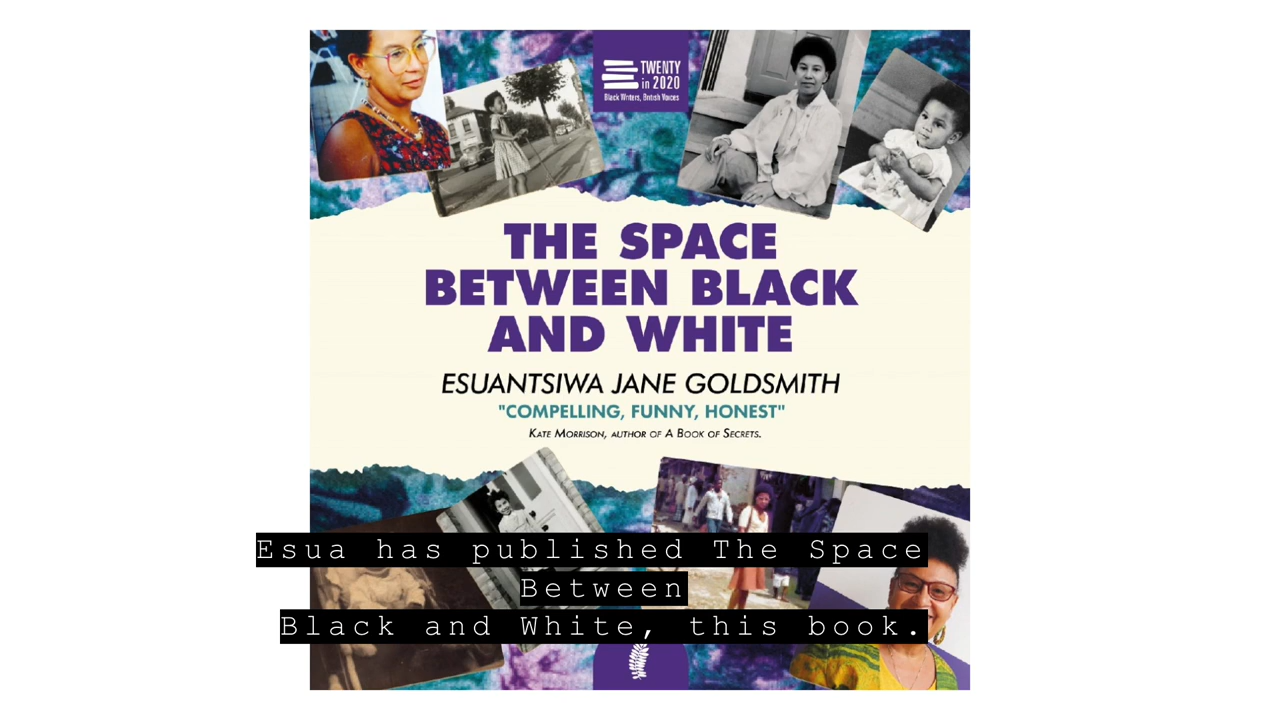 TWENTY
in 2020
Black Writers, British Voices
THE SPACE
BETWEEN BLACK
AND WHITE
ESUANTSIWA JANE GOLDSMITH
"COMPELLING, FUNNY, HONEST"
KATE MORRISON, AUTHOR OF A BOOK OF SECRETS.
Esua has published The Space
Between
Black and White, this book.